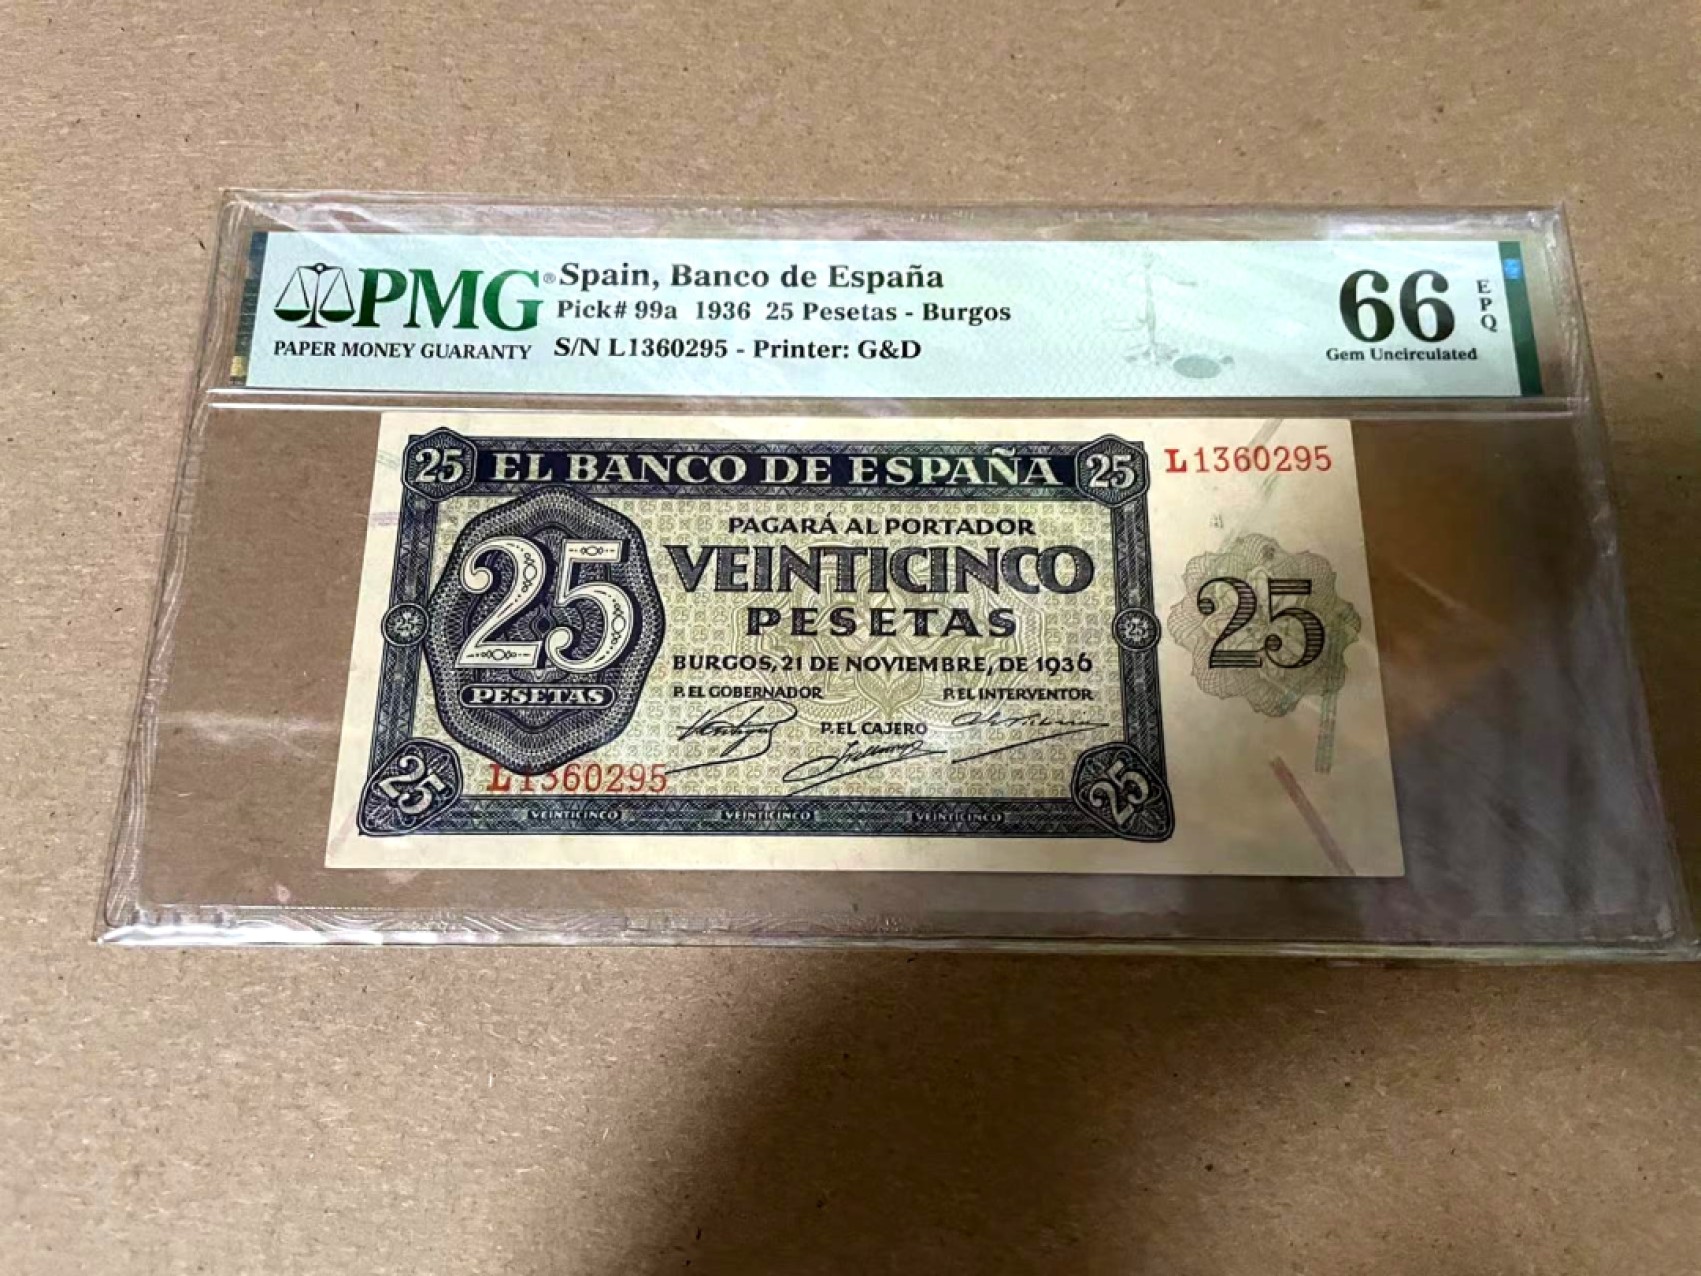 PMG®
PAPER MONEY GUARANTY
Spain, Banco de España
Pick# 99a 1936 25 Pesetas - Burgos
S/N L1360295 - Printer: G&D
66
EPQ
Gem Uncirculated
25 EL BANCO DE ESPAÑA 25
L1360295
PAGARÁ AL PORTADOR
VEINTICINCO
PESETAS
25
PESETAS
25
25
25
BURGOS, 21 DE NOVIEMBRE, DE 1936
P. EL GOBERNADOR
P. EL INTERVENTOR
P. EL CAJERO
L1360295
25
25
VEINTICINCO VEINTICINCO VEINTICINCO